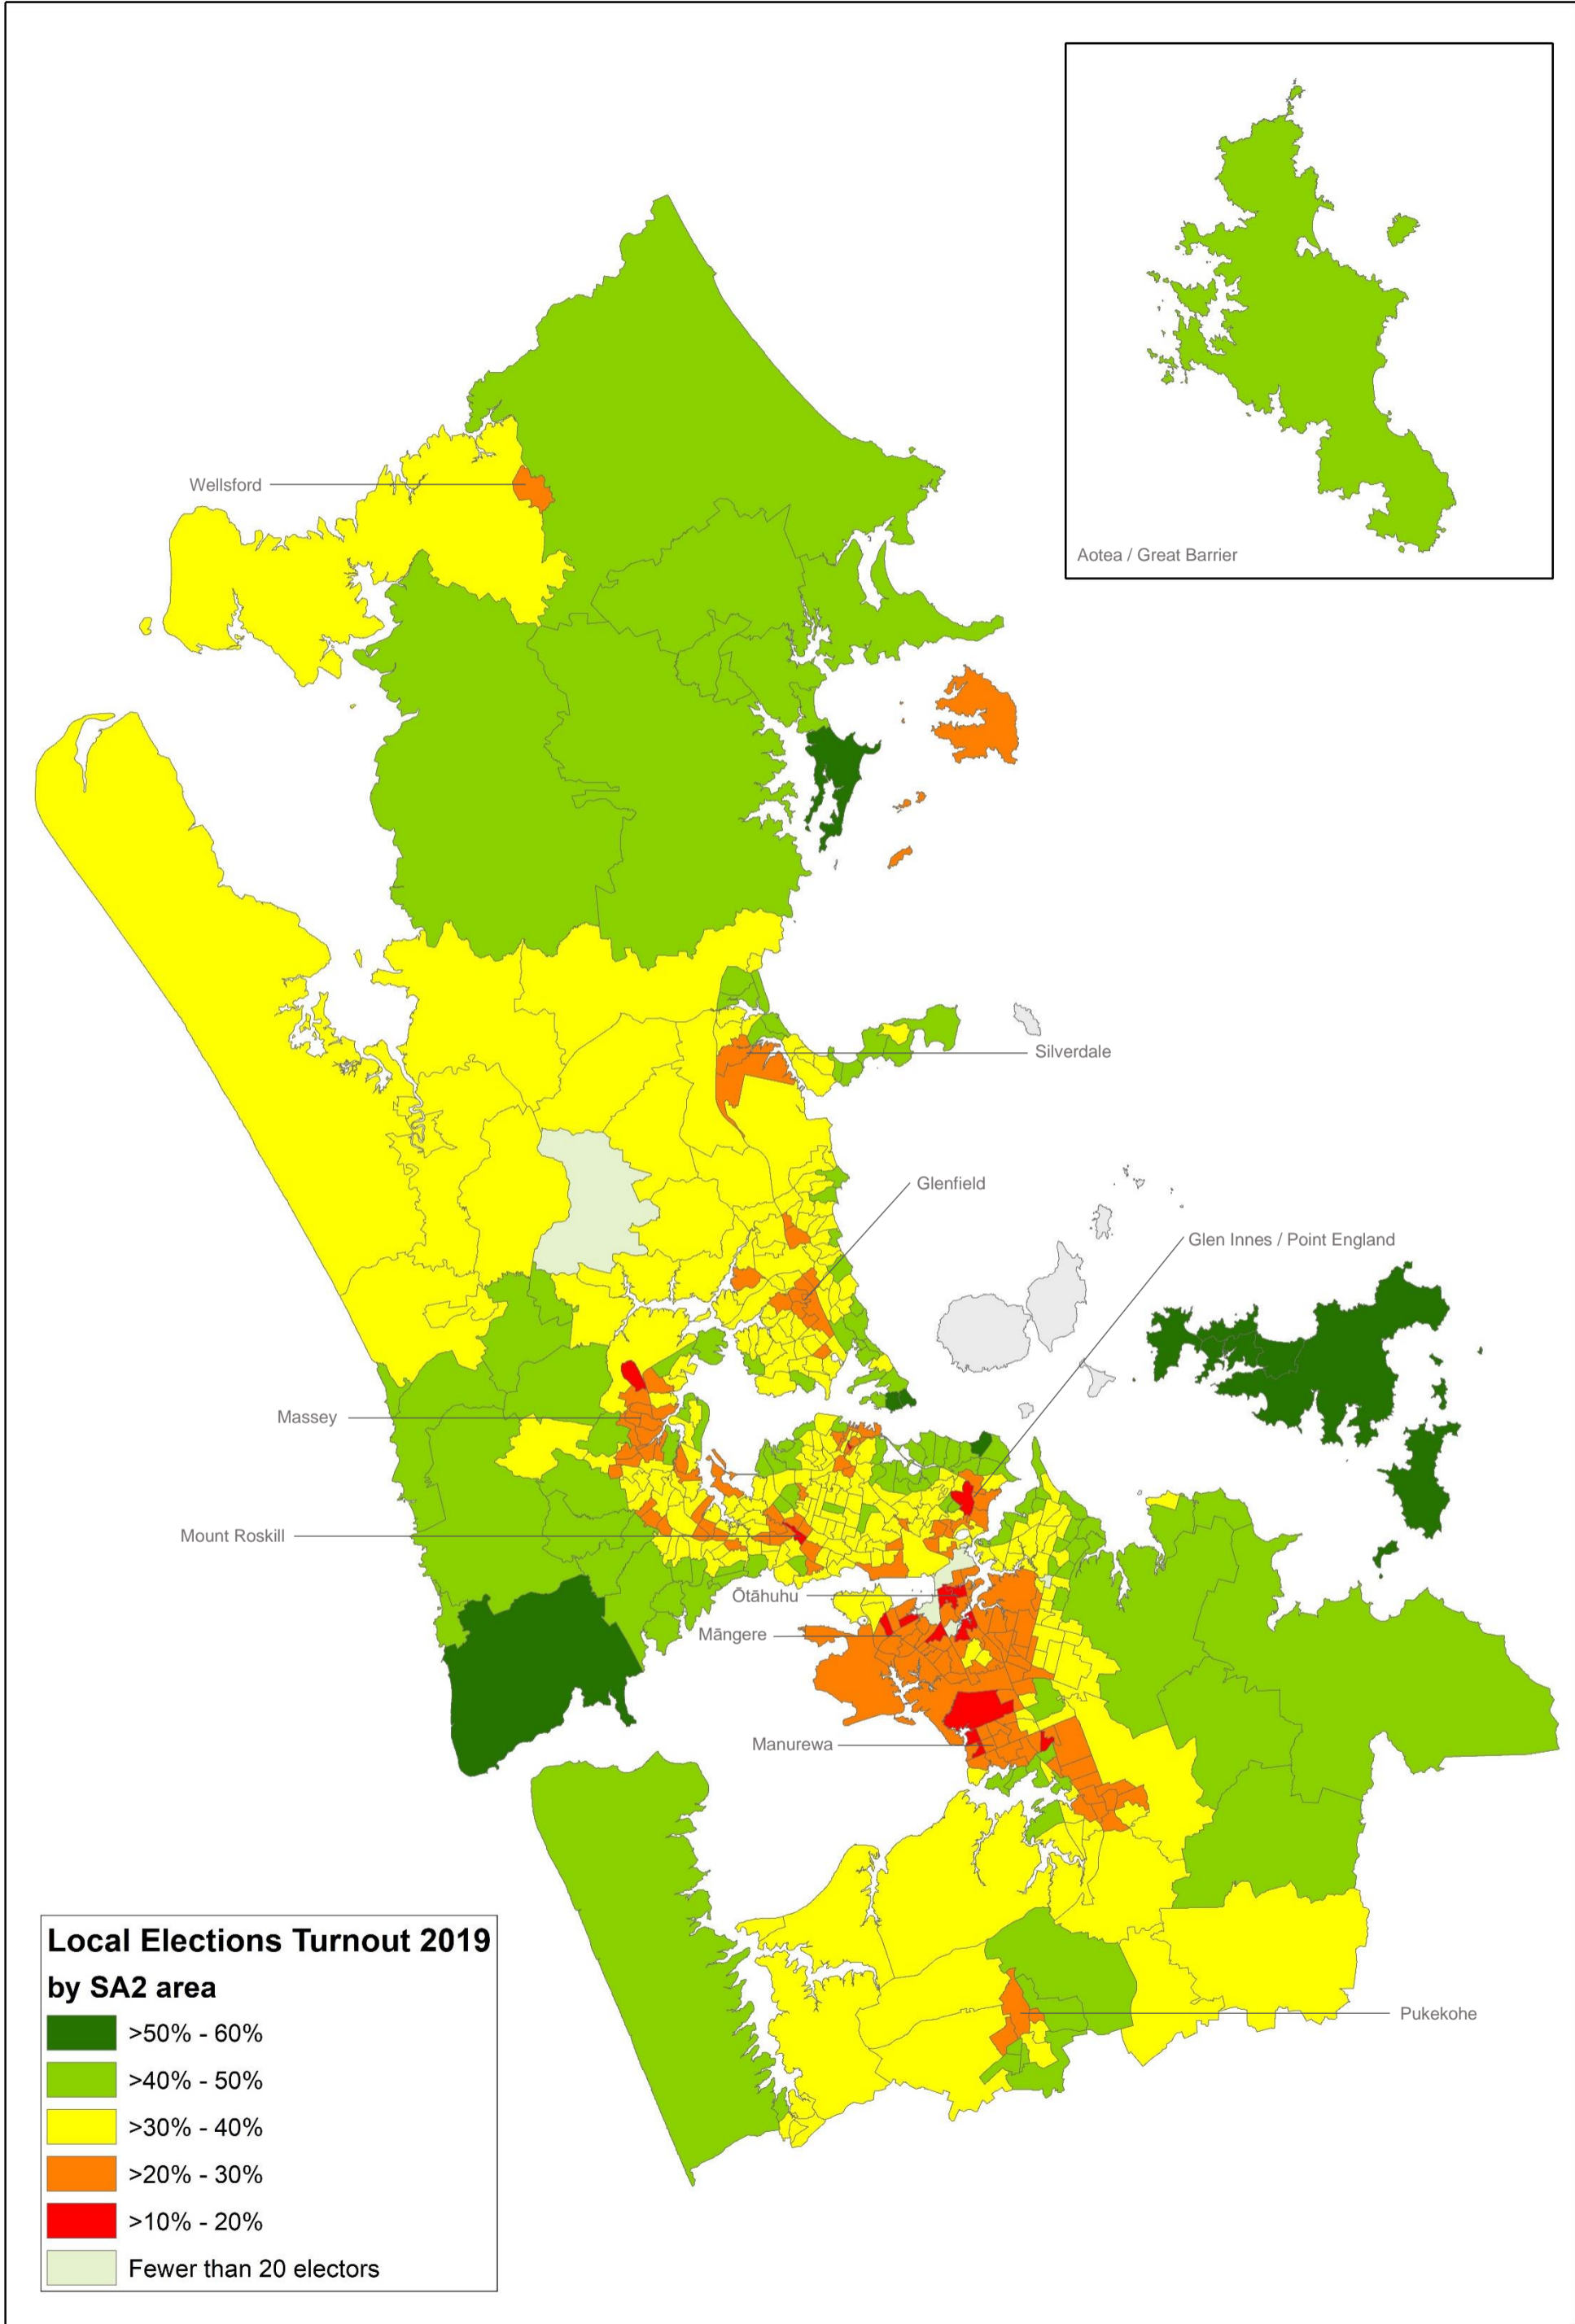 Aotea / Great Barrier
Wellsford
Silverdale
Glenfield
Glen Innes / Point England
Massey
Mount Roskill
Ōtāhuhu
Māngere
Manurewa
Pukekohe
Local Elections Turnout 2019
by SA2 area
>50% - 60%
>40% - 50%
>30% - 40%
>20% - 30%
>10% - 20%
Fewer than 20 electors